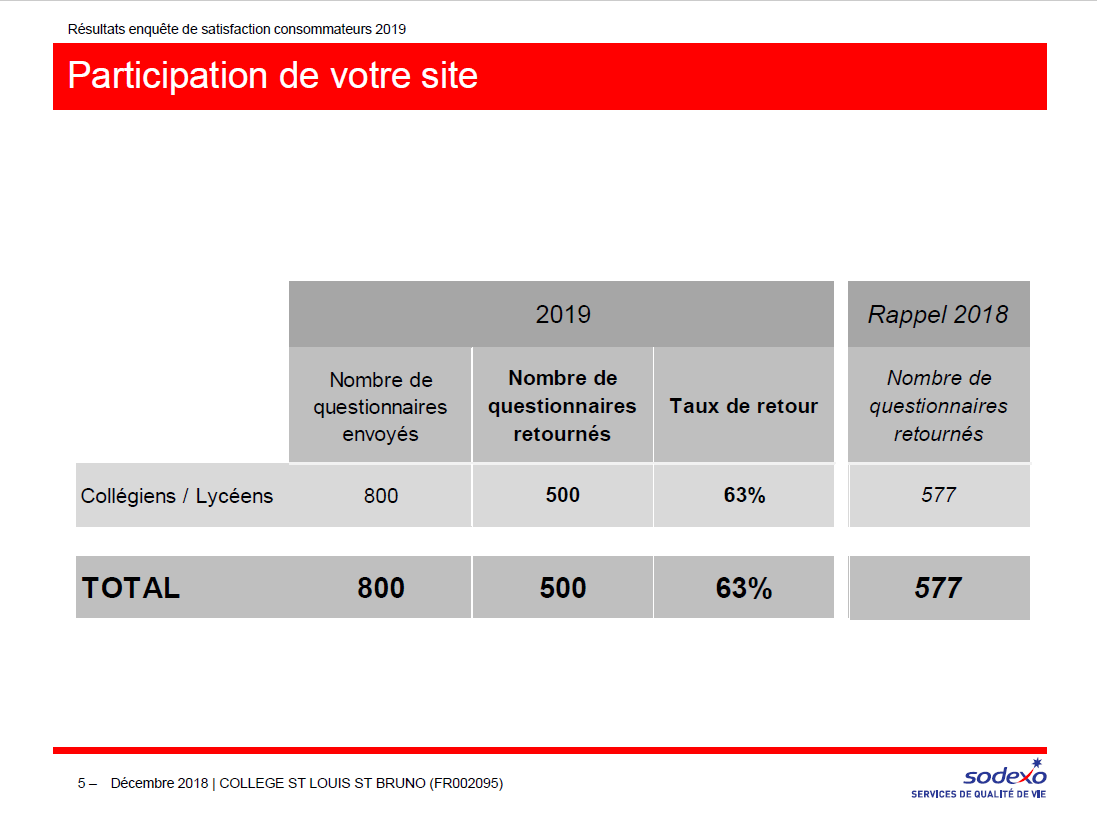 Résultats enquête de satisfaction consommateurs 2019
Participation de votre site
2019
Rappel 2018
Nombre de
questionnaires
envoyés
Nombre de
questionnaires
retournés
Taux de retour
Nombre de
questionnaires
retournés
Collégiens / Lycéens 800 500 63% 577
TOTAL 800 500 63% 577
5 – Décembre 2018 | COLLEGE ST LOUIS ST BRUNO (FR002095)
sodexo
SERVICES DE QUALITÉ DE VIE